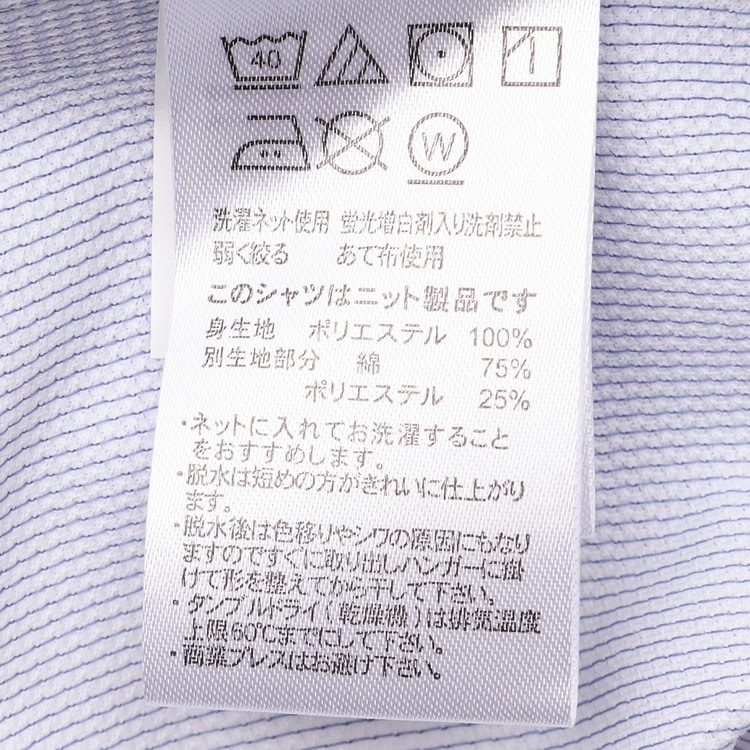 40
W
洗濯ネット使用 蛍光増白剤入り洗剤禁止
弱く絞る あて布使用
このシャツはニット製品です
身生地 ポリエステル 100%
別生地部分 綿 75%
ポリエステル 25%
・ネットに入れてお洗濯すること
をおすすめします。
・脱水は短めの方がきれいに仕上がり
ます。
・脱水後は色移りやシワの原因にもなり
ますのですぐに取り出しハンガーに掛
けて形を整えてから干して下さい。
・タンブルドライ(乾燥機)は排気温度
上限60℃までにして下さい。
・商業プレスはお避け下さい。